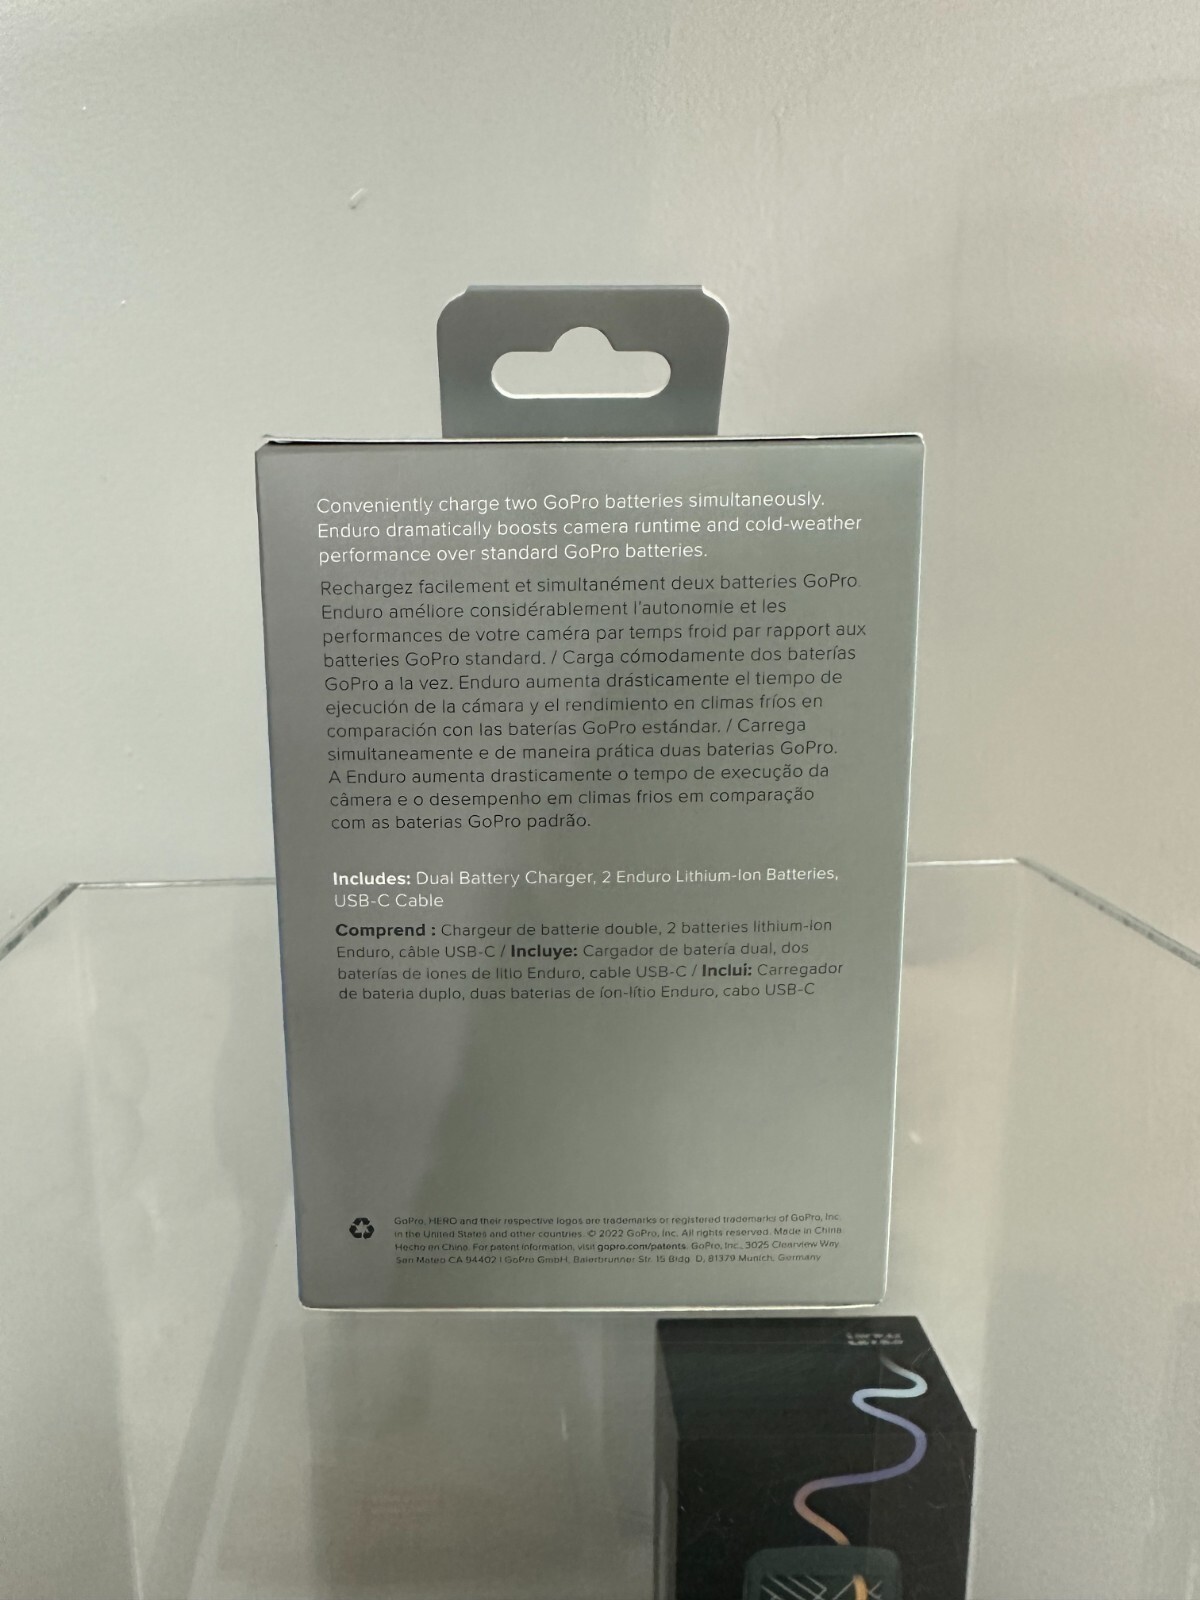 Conveniently charge two GoPro batteries simultaneously.
Enduro dramatically boosts camera runtime and cold-weather
performance over standard GoPro batteries.
Rechargez facilement et simultanément deux batteries GoPro.
Enduro améliore considérablement l'autonomie et les
performances de votre caméra par temps froid par rapport aux
batteries GoPro standard. / Carga cómodamente dos baterías
GoPro a la vez. Enduro aumenta drásticamente el tiempo de
ejecución de la cámara y el rendimiento en climas fríos en
comparación con las baterías GoPro estándar. / Carrega
simultaneamente e de maneira prática duas baterias GoPro.
A Enduro aumenta drasticamente o tempo de execução da
câmera e o desempenho em climas frios em comparação
com as baterias GoPro padrão.
Includes: Dual Battery Charger, 2 Enduro Lithium-Ion Batteries,
USB-C Cable
Comprend : Chargeur de batterie double, 2 batteries lithium-ion
Enduro, câble USB-C / Incluye: Cargador de batería dual, dos
baterías de iones de litio Enduro, cable USB-C / Inclui: Carregador
de bateria duplo, duas baterias de íon-lítio Enduro, cabo USB-C
GoPro, HERO and their respective logos are trademarks or registered trademarks of GoPro, Inc.
in the United States and other countries. © 2022 GoPro, Inc. All rights reserved. Made in China.
Hecho en China. For patent information, visit gopro.com/patents. GoPro, Inc., 3025 Clearview Way,
San Mateo CA 94402 | GoPro GmbH, Baierbrunner Str. 15 Bldg. D, 81379 Munich, Germany